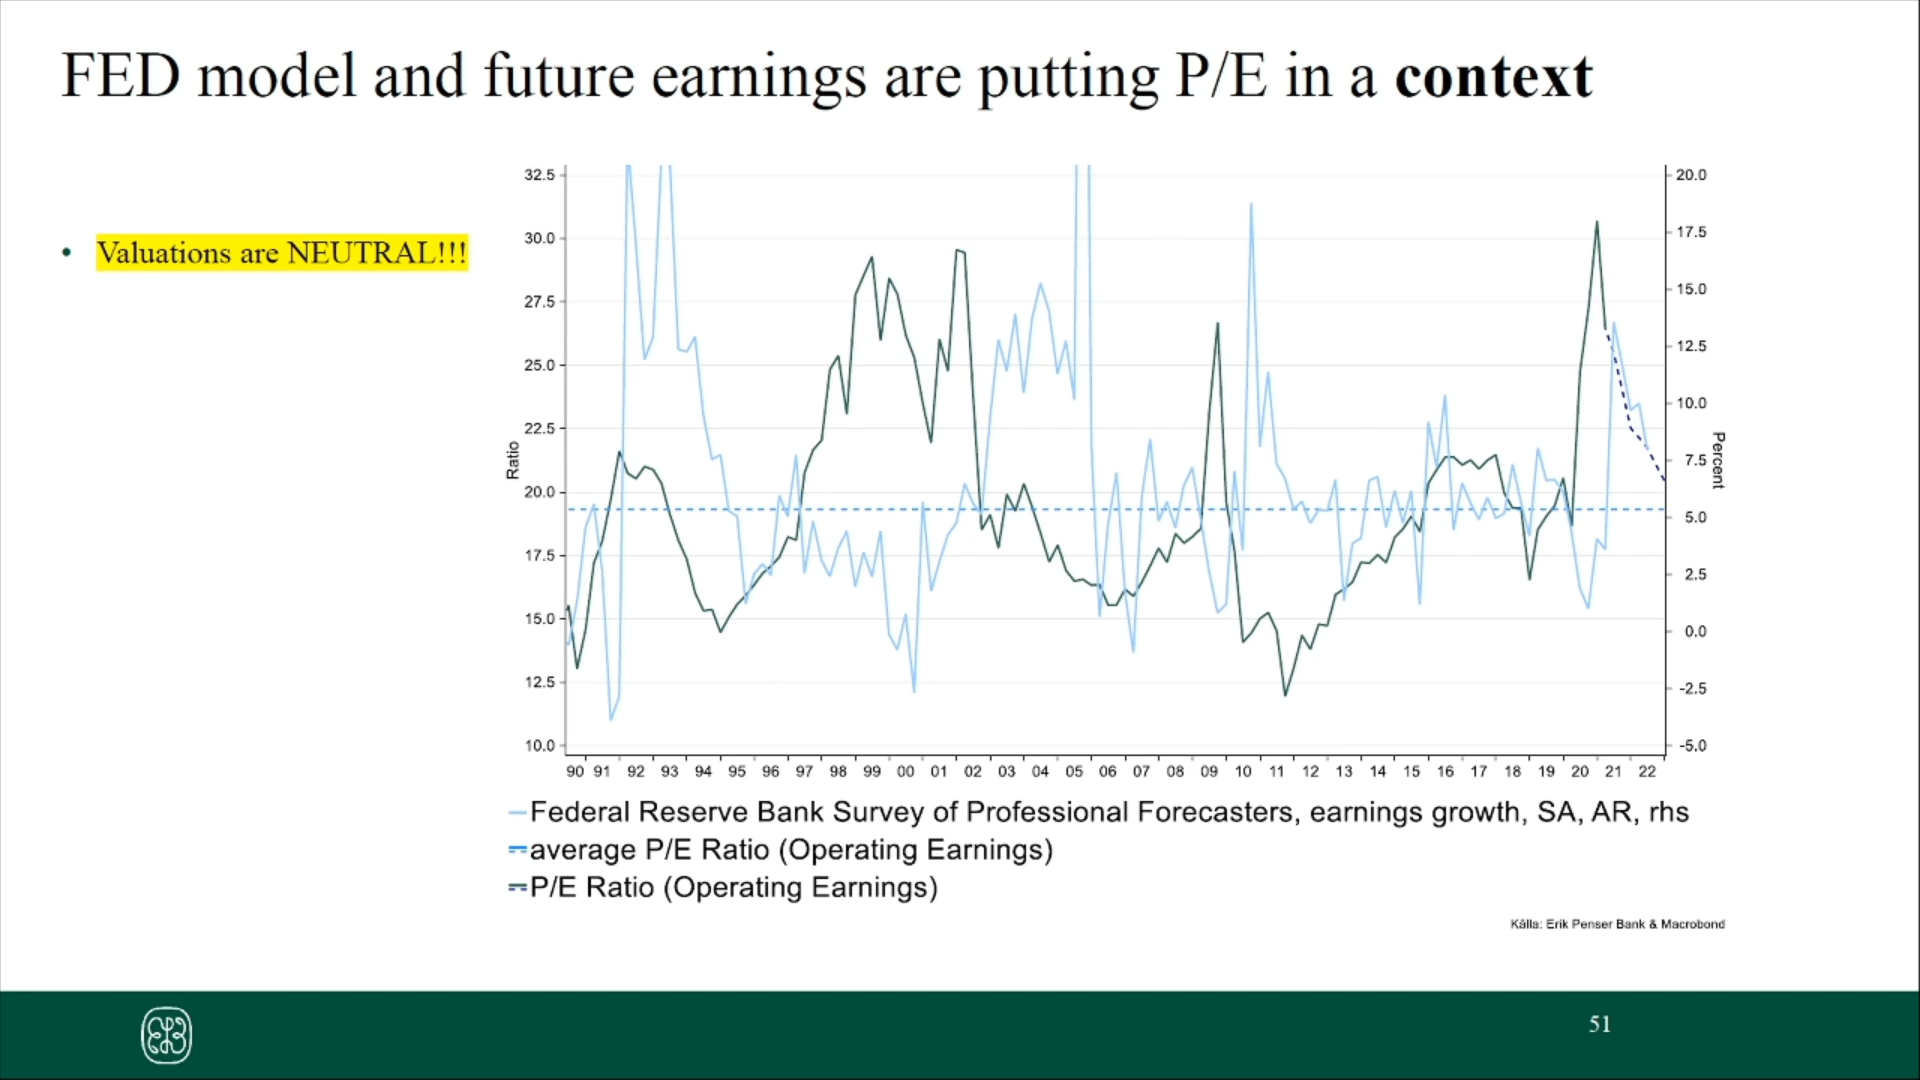 FED model and future earnings are putting P/E in a context
• Valuations are NEUTRAL!!!
32.5
30.0
27.5
25.0
22.5
20.0
17.5
15.0
12.5
10.0
Ratio
20.0
17.5
15.0
12.5
10.0
7.5
5.0
2.5
0.0
-2.5
-5.0
Percent
90 91 92 93 94 95 96 97 98 99 00 01 02 03 04 05 06 07 08 09 10 11 12 13 14 15 16 17 18 19 20 21 22
Federal Reserve Bank Survey of Professional Forecasters, earnings growth, SA, AR, rhs
average P/E Ratio (Operating Earnings)
P/E Ratio (Operating Earnings)
Källa: Erik Penser Bank & Macrobond
51